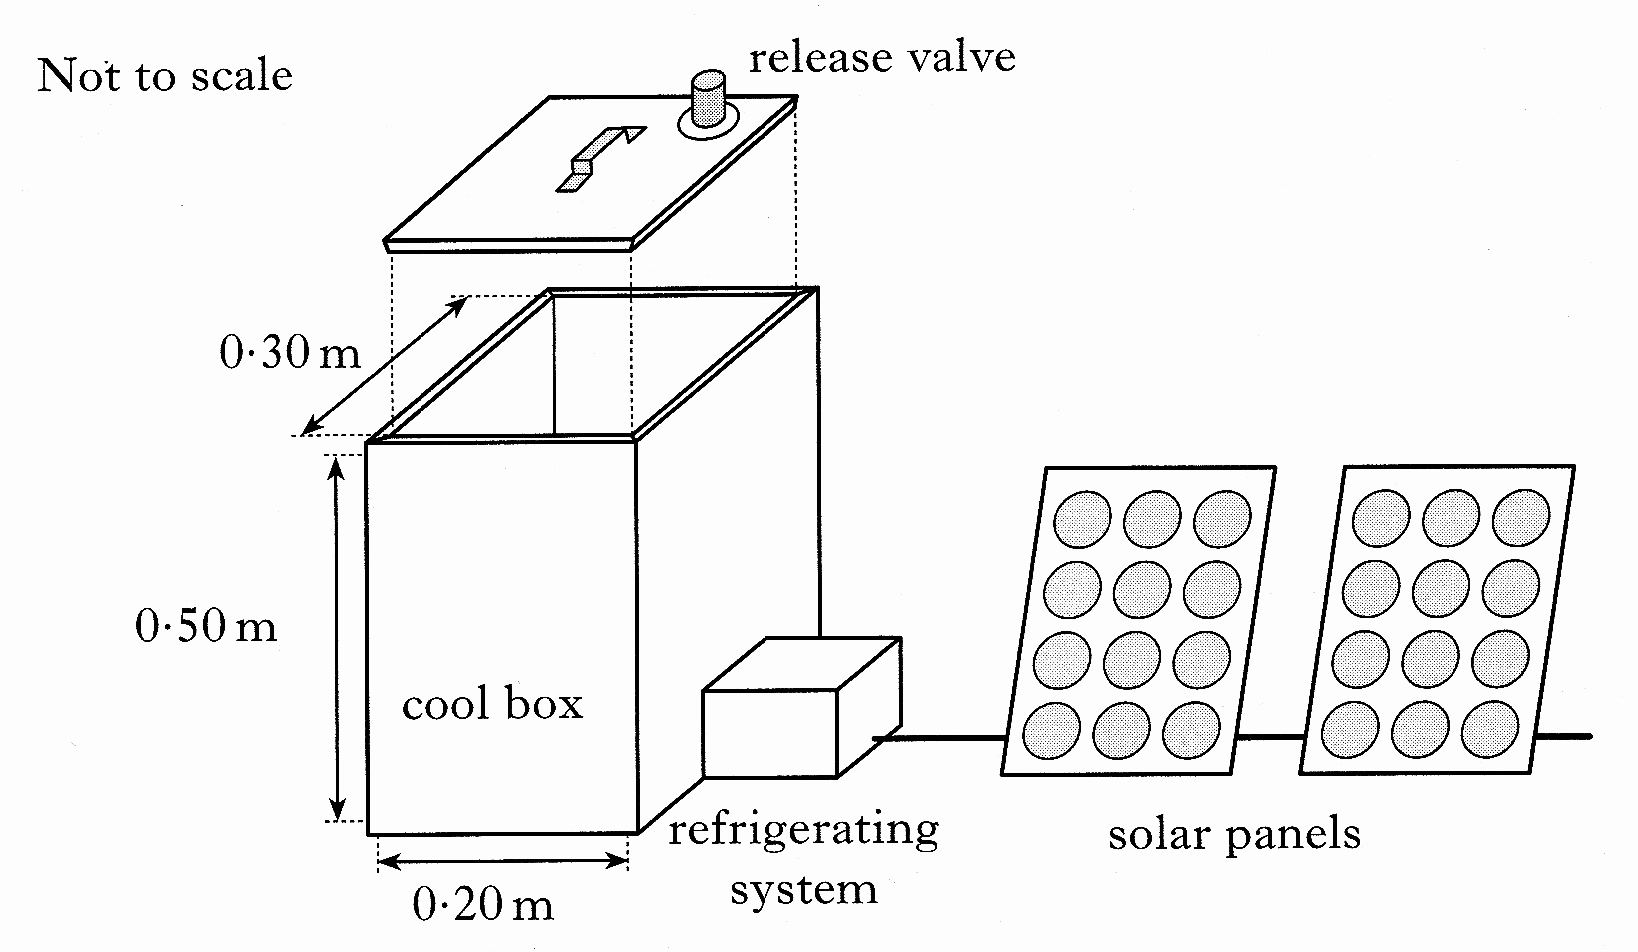 Not to scale
release valve
0·30 m
0·50 m
cool box
0·20 m
refrigerating
system
solar panels